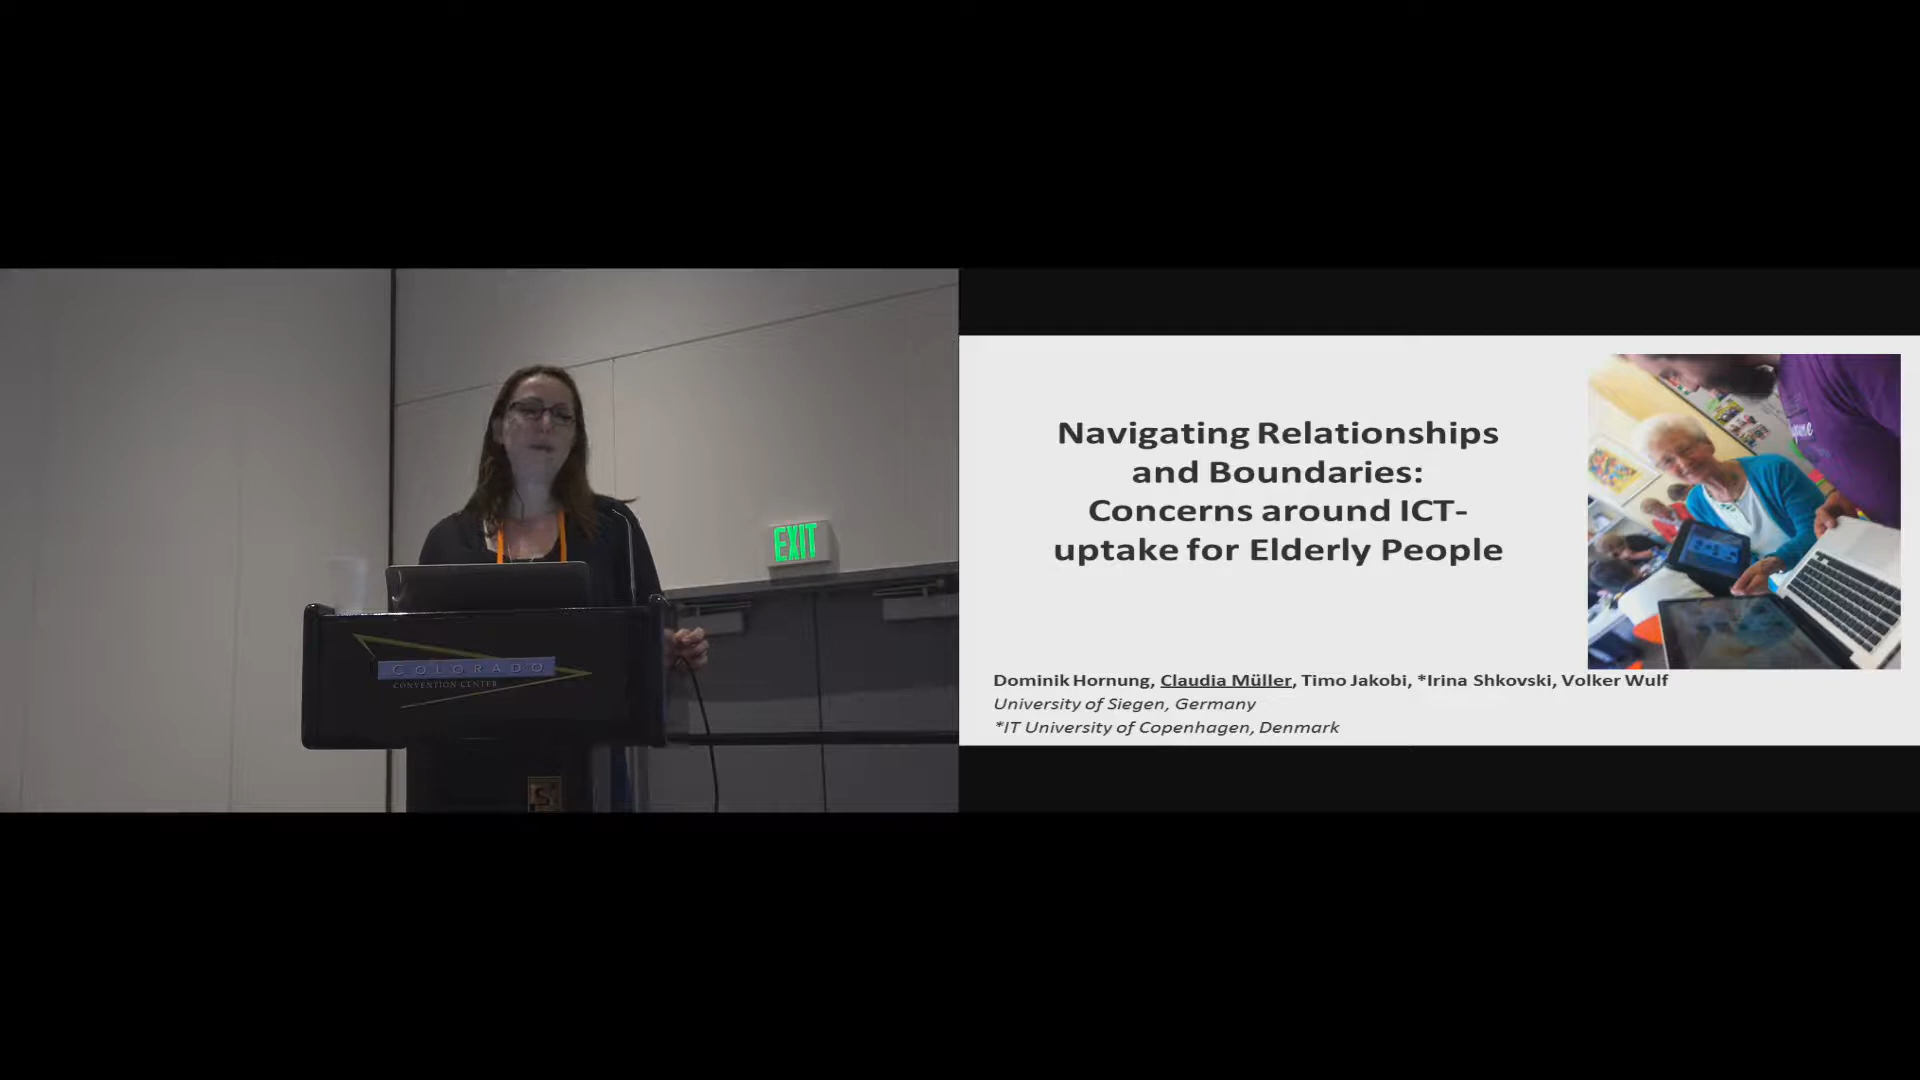 EXIT
COLORADO
CONVENTION CENTER
Navigating Relationships
and Boundaries:
Concerns around ICT-
uptake for Elderly People
Dominik Hornung, Claudia Müller, Timo Jakobi, *Irina Shkovski, Volker Wulf
University of Siegen, Germany
*IT University of Copenhagen, Denmark